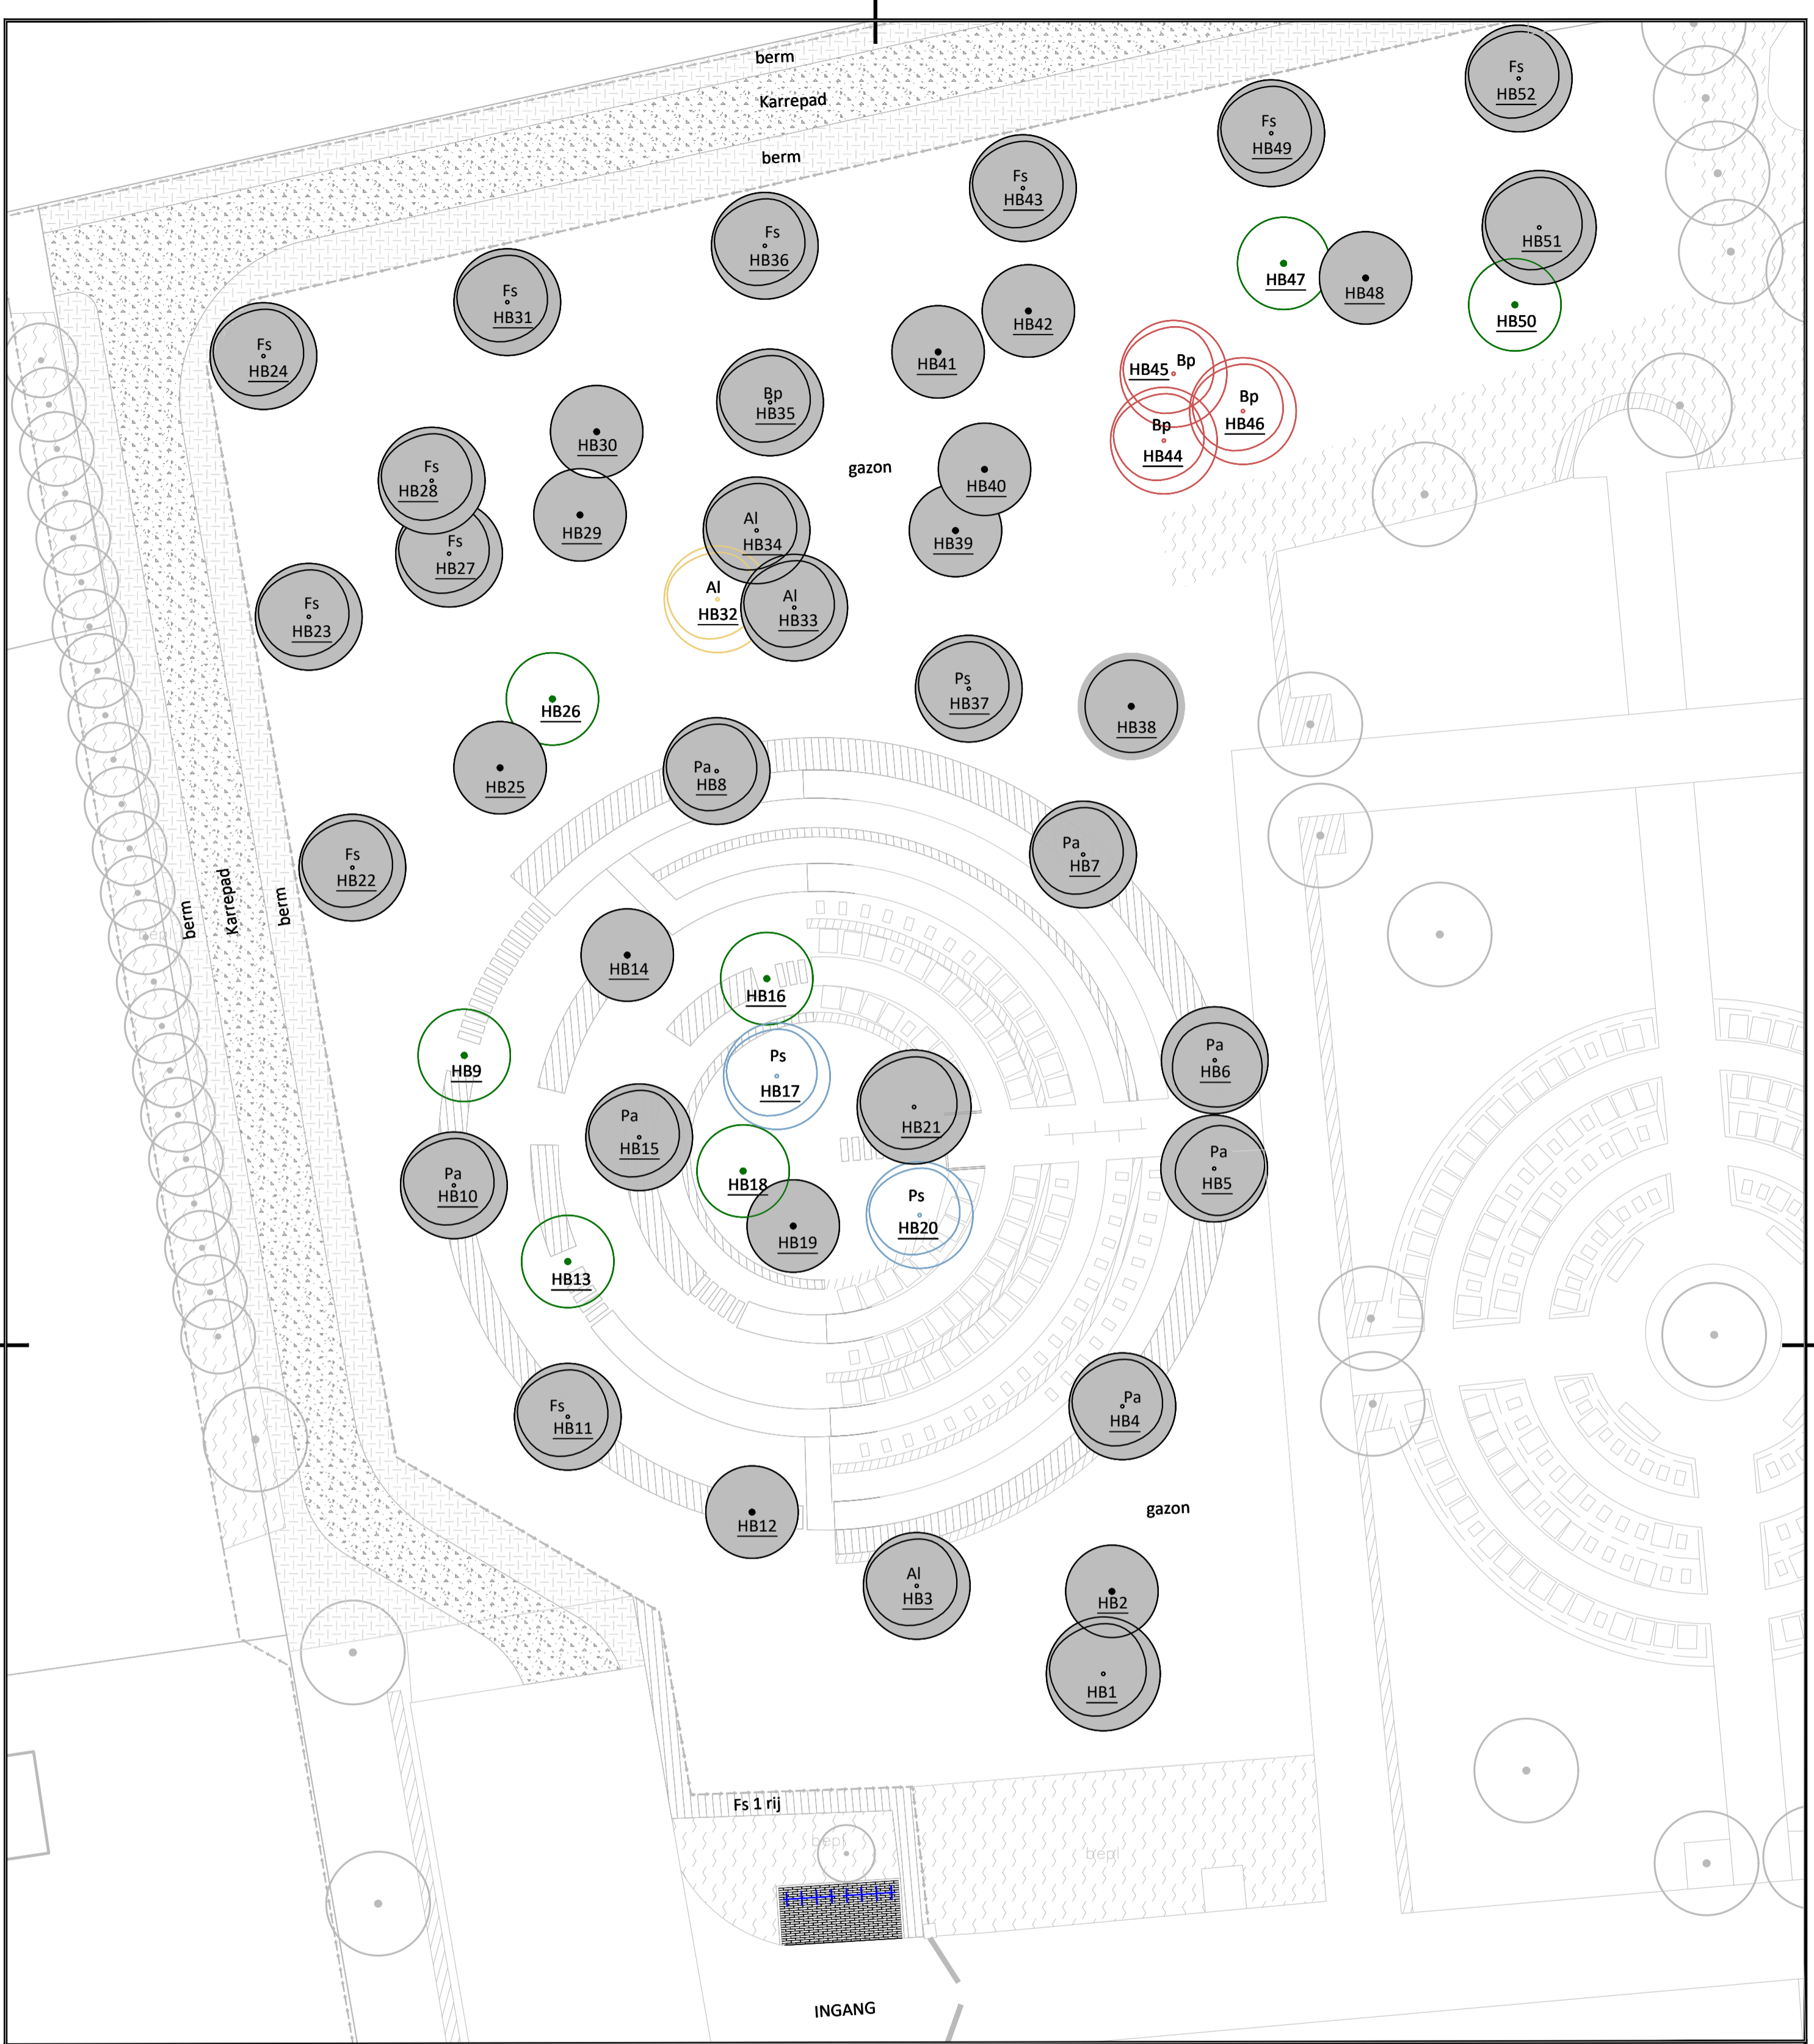 berm
Karrepad
berm
Fs
HB52
Fs
HB49
Fs
HB43
Fs
HB36
HB51
HB47
HB48
HB50
Fs
HB31
Fs
HB24
HB42
HB41
HB45 Bp
Bp
HB46
Bp
HB44
Bp
HB35
HB30
gazon
HB40
Fs
HB28
HB29
Al
HB34
HB39
Fs
HB27
Al
HB32
Al
HB33
Fs
HB23
Ps
HB37
HB38
HB26
HB25
Pa
HB8
Pa
HB7
Fs
HB22
berm
Karrepad
berm
bepl
HB14
HB16
HB9
Ps
HB17
Pa
HB6
HB21
Pa
HB15
Pa
HB5
Pa
HB10
HB18
HB19
Ps
HB20
HB13
Pa
HB4
Fs
HB11
HB12
gazon
Al
HB3
HB2
HB1
Fs 1 rij
bepl
bepl
INGANG